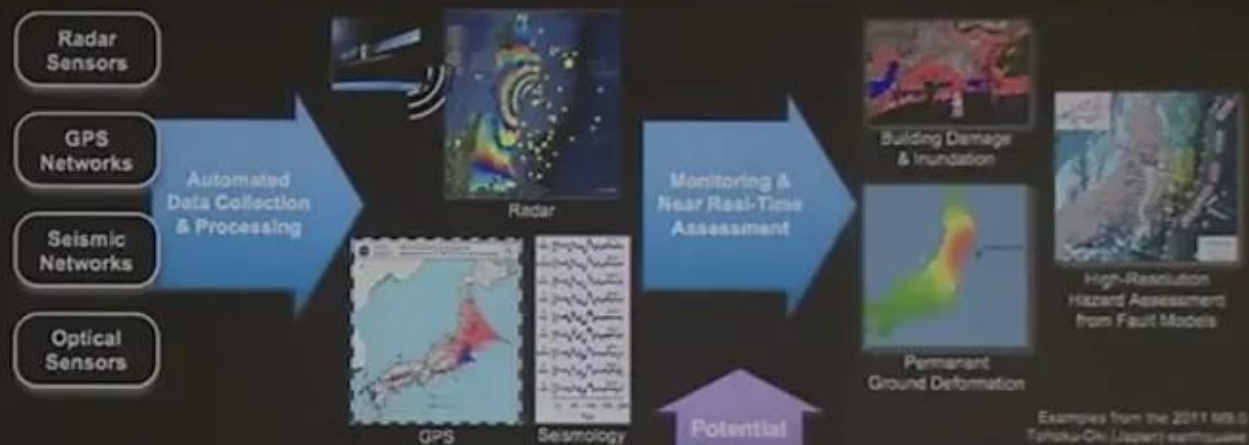 Radar
Sensors
GPS
Networks
Seismic
Networks
Optical
Sensors
Automated
Data Collection
& Processing
Radar
GPS
Seismology
Monitoring &
Near Real-Time
Assessment
Potential
Building Damage
& Inundation
Permanent
Ground Deformation
High-Resolution
Hazard Assessment
from Fault Models
Examples from the 2011 M9.0